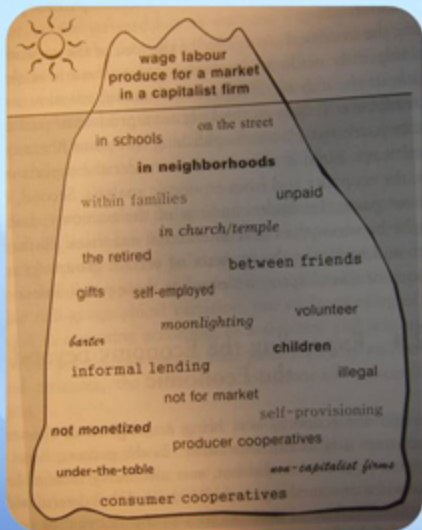 wage labour
produce for a market
in a capitalist firm
on the street
in schools
in neighborhoods
within families
unpaid
in church/temple
the retired
between friends
gifts
self-employed
volunteer
moonlighting
barter
children
informal lending
illegal
not for market
self-provisioning
not monetized
producer cooperatives
under-the-table
non-capitalist firms
consumer cooperatives